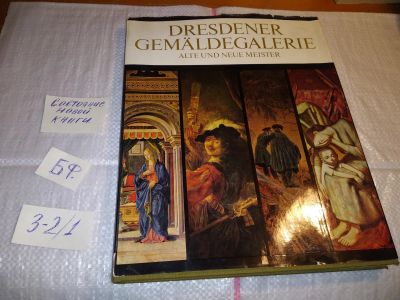 DRESDENER
GEMÄLDEGALERIE
ALTE UND NEUE MEISTER
Состояние
новой
книги
БФ.
3-2/1